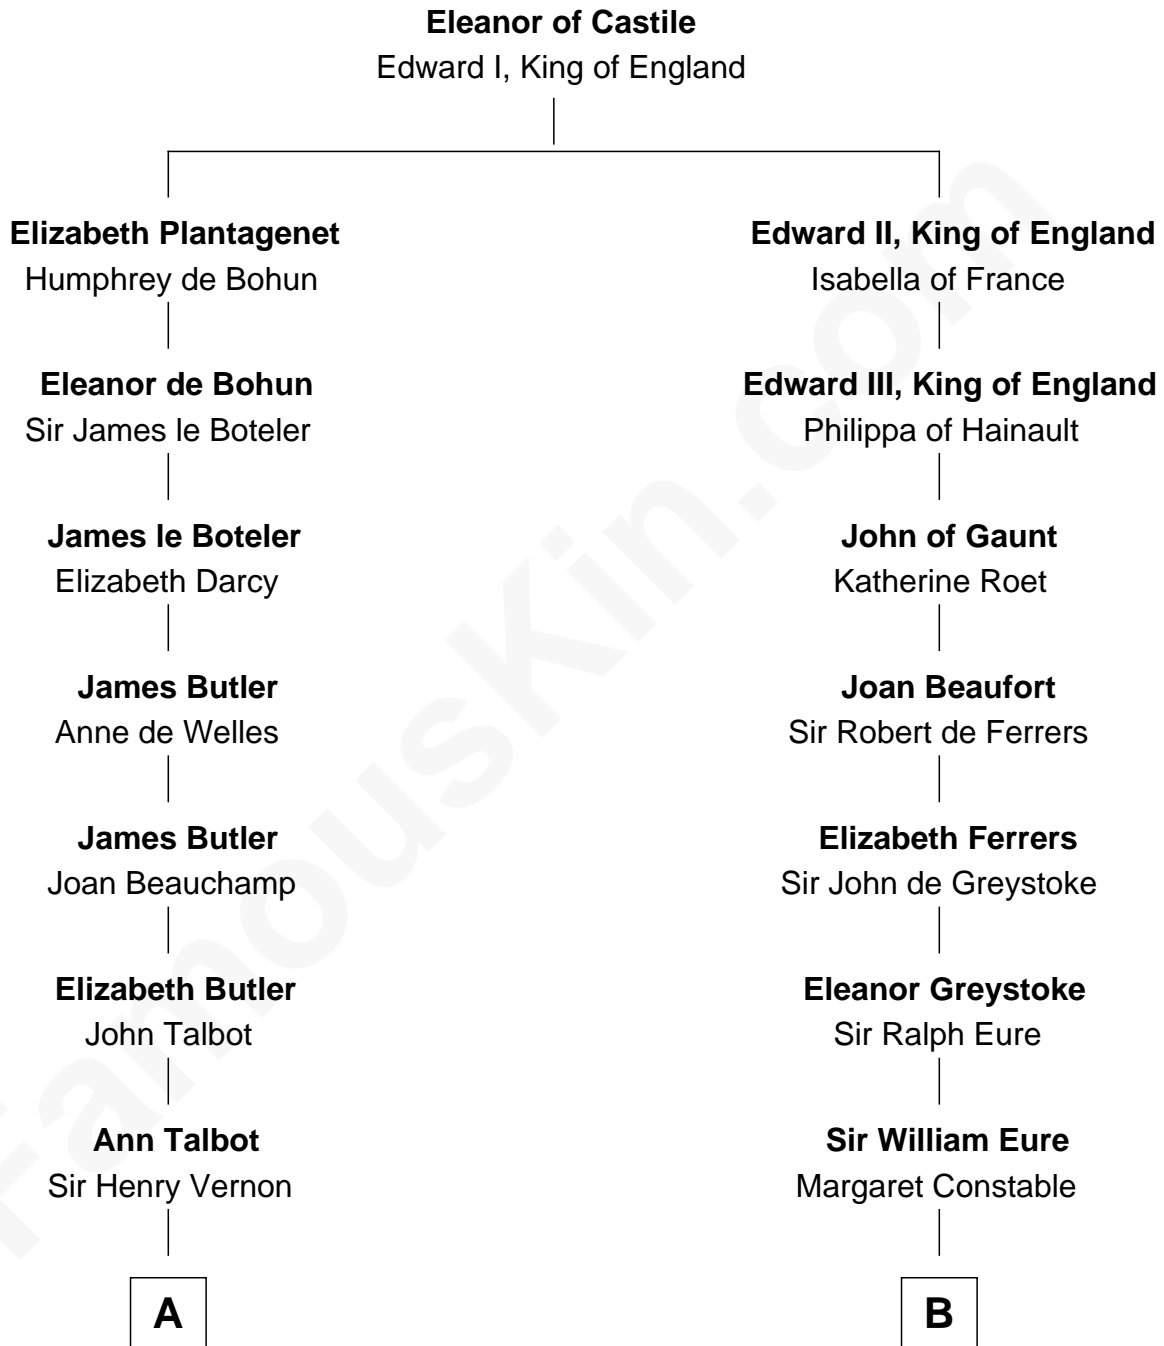 Eleanor of Castile
Edward I, King of England
Elizabeth Plantagenet
Humphrey de Bohun
Edward II, King of England
Isabella of France
Eleanor de Bohun
Sir James le Boteler
Edward III, King of England
Philippa of Hainault
James le Boteler
Elizabeth Darcy
John of Gaunt
Katherine Roet
James Butler
Anne de Welles
Joan Beaufort
Sir Robert de Ferrers
James Butler
Joan Beauchamp
Elizabeth Ferrers
Sir John de Greystoke
Elizabeth Butler
John Talbot
Eleanor Greystoke
Sir Ralph Eure
Ann Talbot
Sir Henry Vernon
Sir William Eure
Margaret Constable
A
B
FamousKin.com